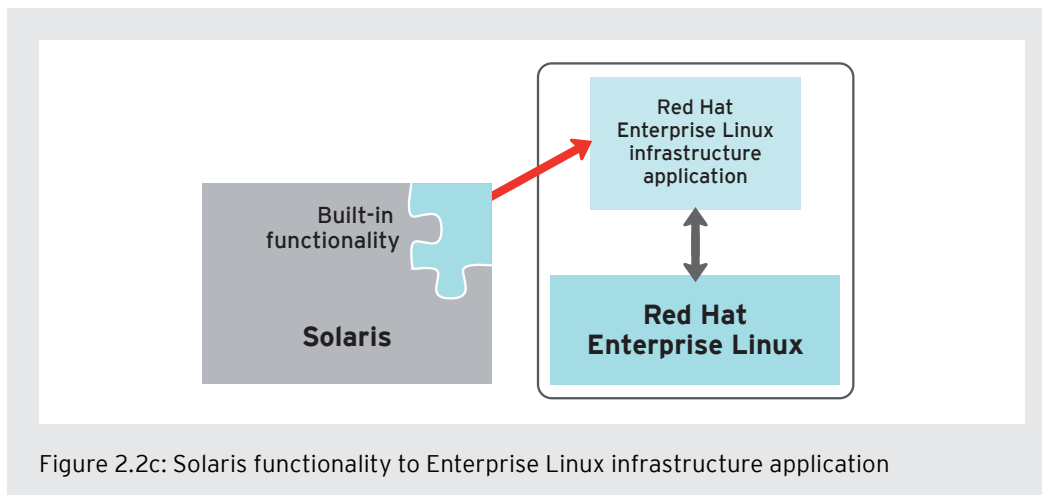 Red Hat
Enterprise Linux
infrastructure
application
Built-in
functionality
Solaris
Red Hat
Enterprise Linux
Figure 2.2c: Solaris functionality to Enterprise Linux infrastructure application